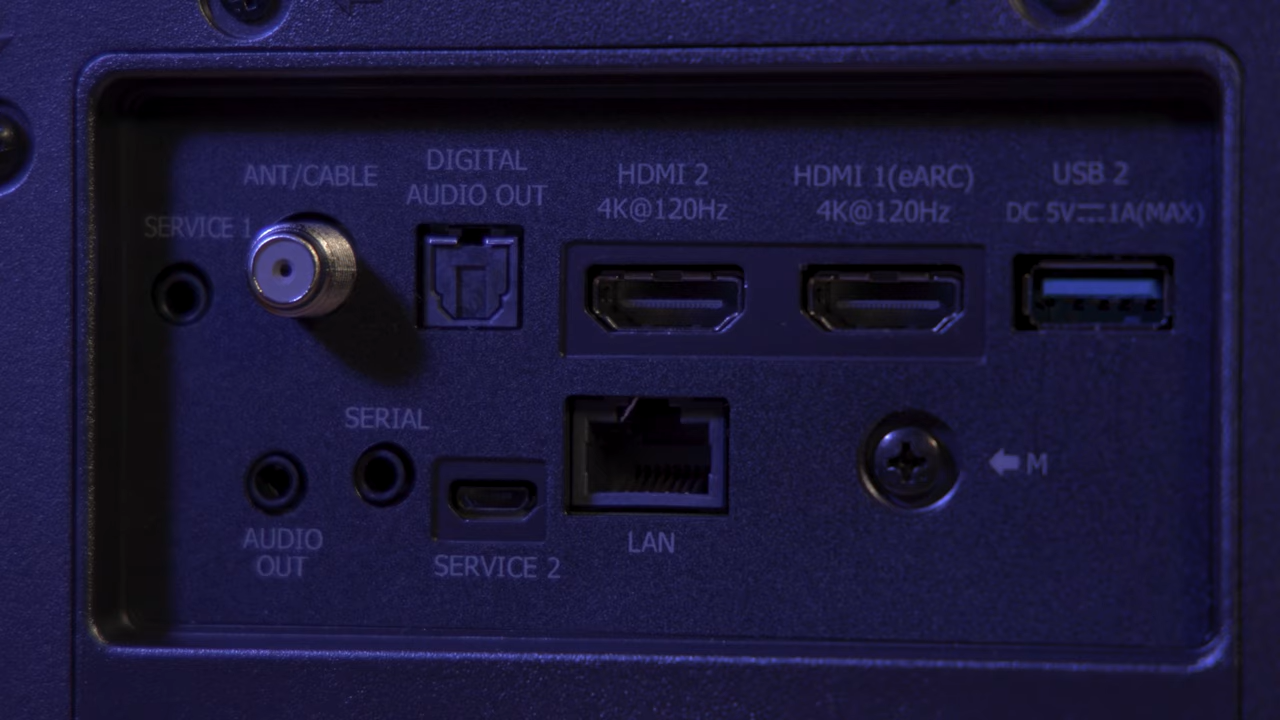 ANT/CABLE
DIGITAL
AUDIO OUT
HDMI 2
4K@120Hz
HDMI 1(eARC)
4K@120Hz
USB 2
DC 5V⎓1A(MAX)
SERVICE 1
SERIAL
AUDIO
OUT
SERVICE 2
LAN
M